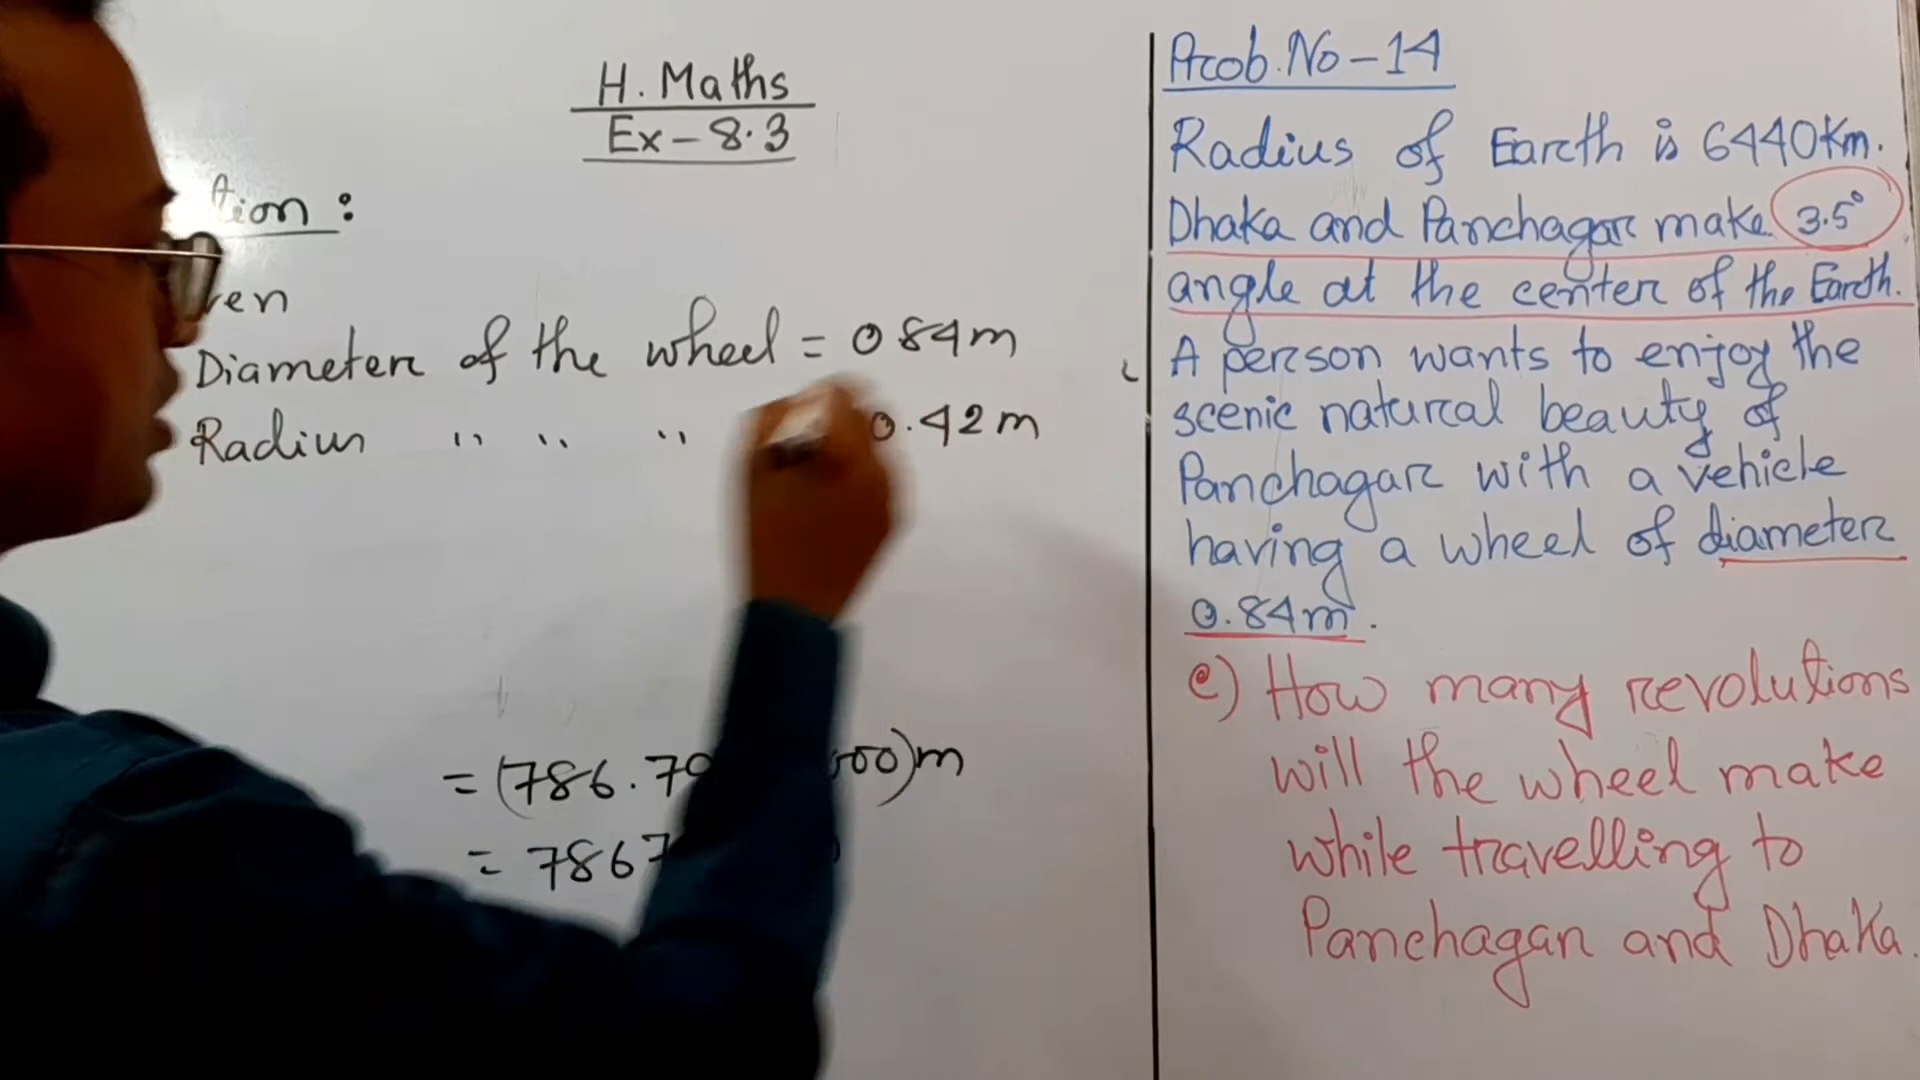 H. Maths
Ex-8.3
tion :
ven
Diameter of the wheel = 0.84m
Radius " " " 0.42m
= (786.79 000)m
= 7867
Prob. No-14
Radius of Earth is 6440Km.
Dhaka and Panchagar make 3.5°
angle at the center of the Earth.
A person wants to enjoy the
scenic natural beauty of
Panchagar with a vehicle
having a wheel of diameter
0.84m.
c) How many revolutions
will the wheel make
while travelling to
Panchagar and Dhaka.